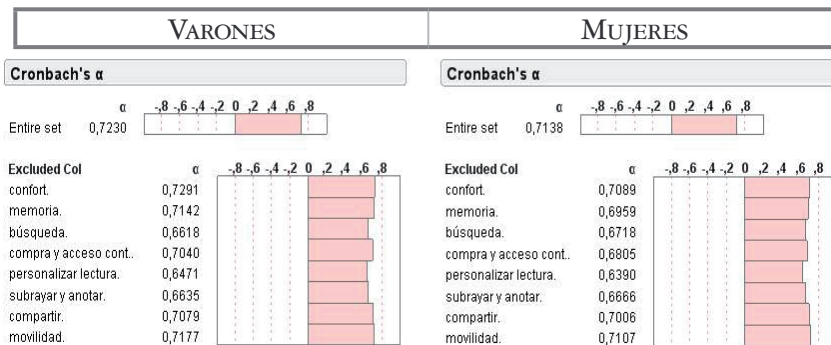 VARONES
MUJERES
Cronbach's α
α -,8 -,6 -,4 -,2 0 ,2 ,4 ,6 ,8
Entire set 0,7230
Excluded Col α -,8 -,6 -,4 -,2 0 ,2 ,4 ,6 ,8
confort. 0,7291
memoria. 0,7142
búsqueda. 0,6618
compra y acceso cont.. 0,7040
personalizar lectura. 0,6471
subrayar y anotar. 0,6635
compartir. 0,7079
movilidad. 0,7177
Cronbach's α
α -,8 -,6 -,4 -,2 0 ,2 ,4 ,6 ,8
Entire set 0,7138
Excluded Col α -,8 -,6 -,4 -,2 0 ,2 ,4 ,6 ,8
confort. 0,7089
memoria. 0,6959
búsqueda. 0,6718
compra y acceso cont.. 0,6805
personalizar lectura. 0,6390
subrayar y anotar. 0,6666
compartir. 0,7006
movilidad. 0,7107